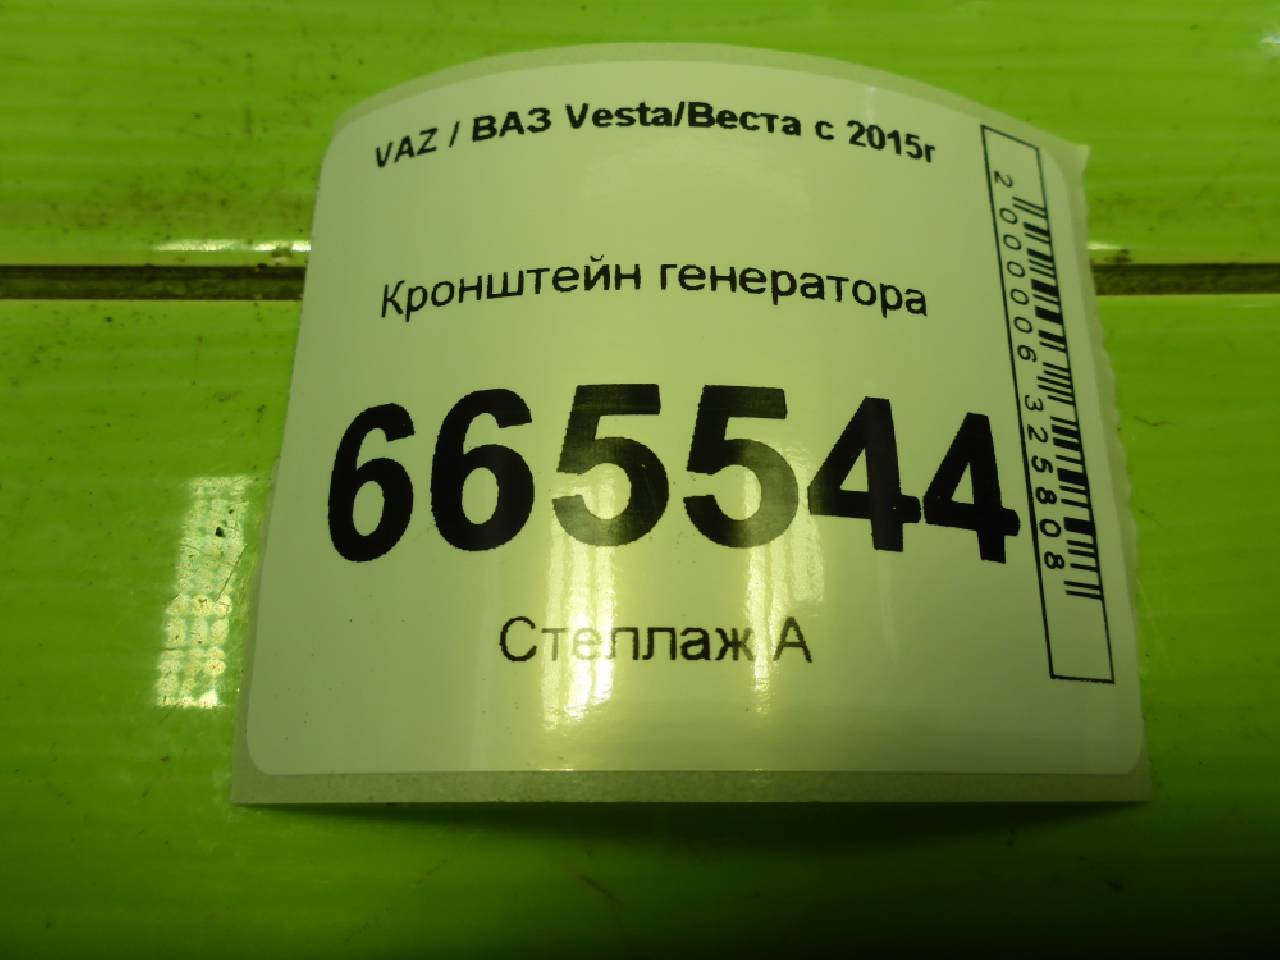 VAZ / ВАЗ Vesta/Веста с 2015г
Кронштейн генератора
665544
Стеллаж А
2000006325808